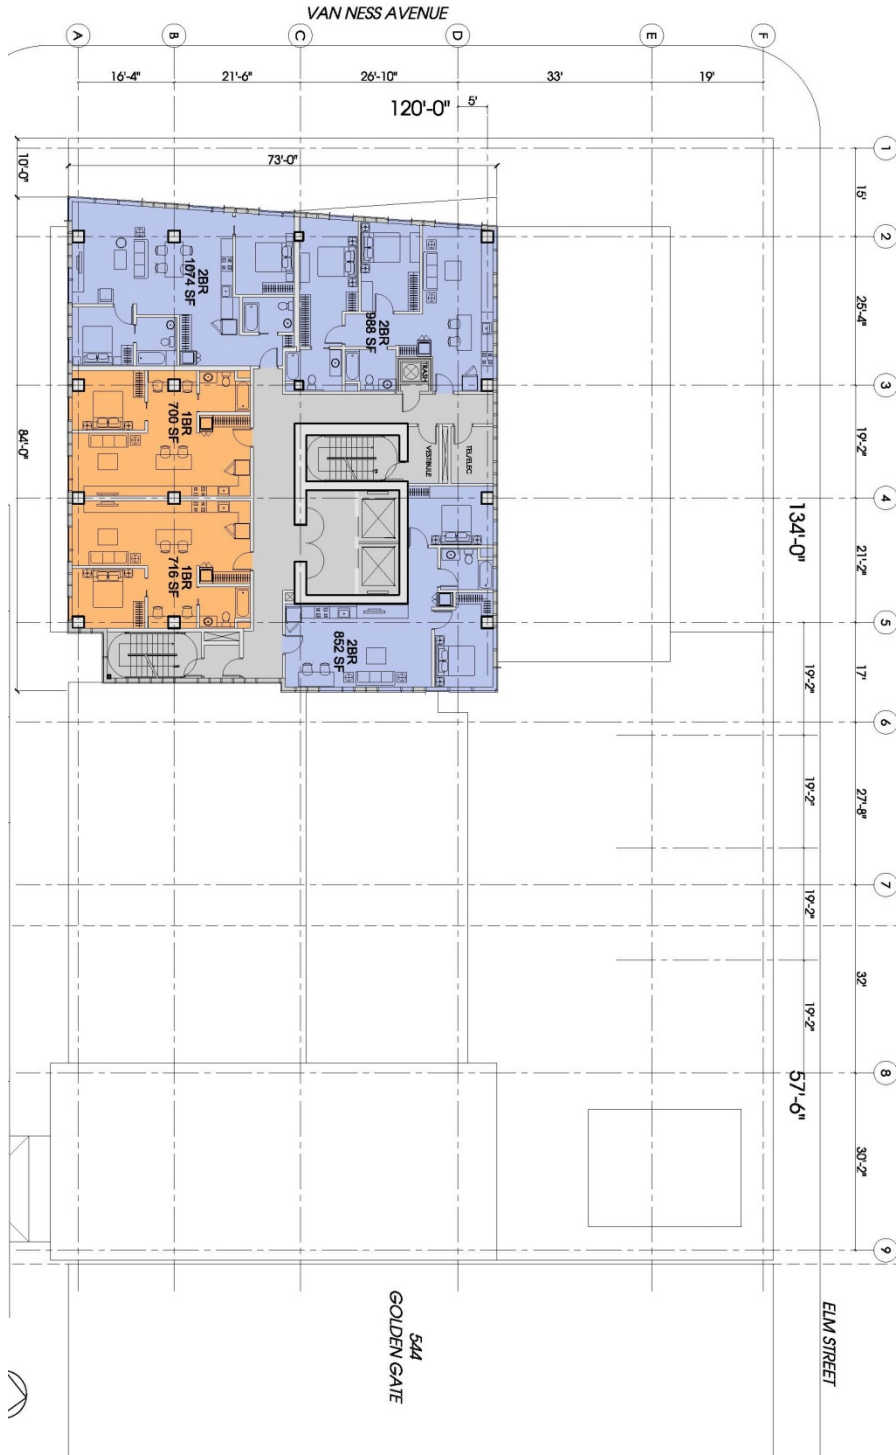 VAN NESS AVENUE
A
B
C
D
E
F
16'-4"
21'-6"
26'-10"
33'
19'
120'-0"
5'
73'-0"
10'-0"
84'-0"
1
15'
2
25'-4"
3
19'-2"
4
134'-0"
21'-2"
5
17'
19'-2"
6
19'-2"
27'-8"
7
19'-2"
32'
19'-2"
8
57'-6"
30'-2"
9
2BR
1074 SF
2BR
988 SF
TRASH
1BR
700 SF
VESTIBULE
TEL/ELEC
1BR
716 SF
2BR
852 SF
544
GOLDEN GATE
ELM STREET